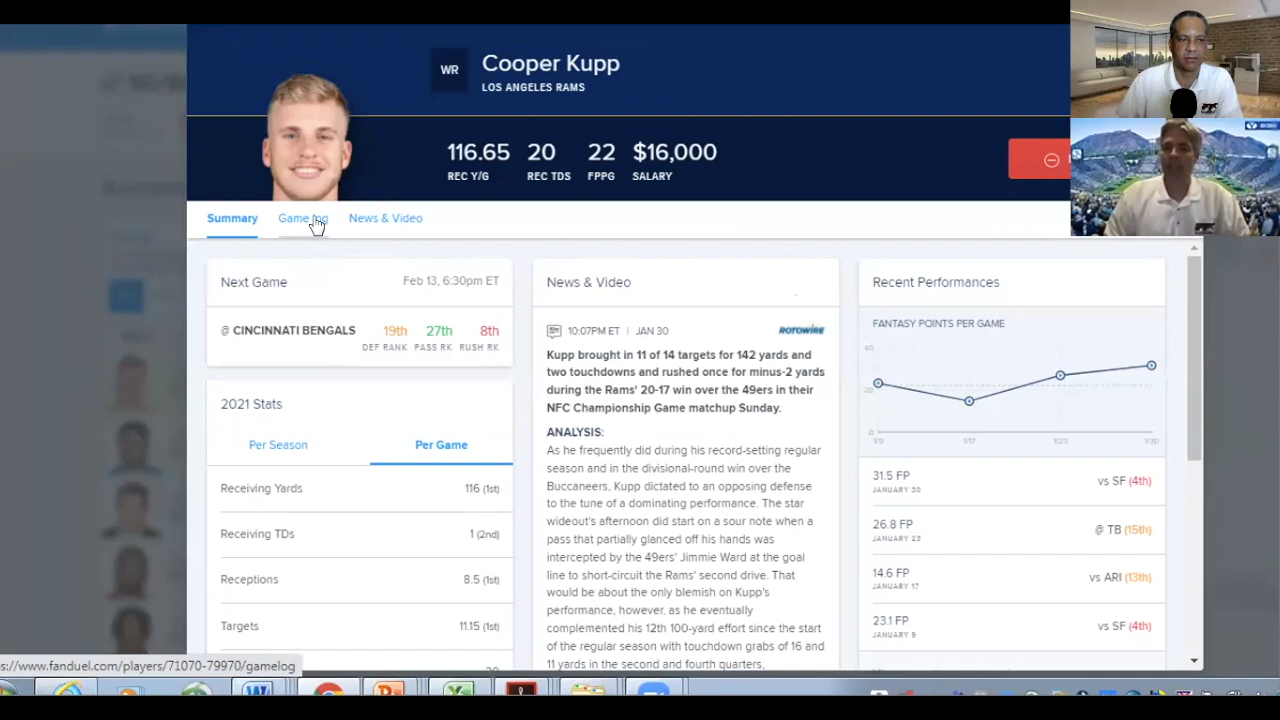 WR
Cooper Kupp
LOS ANGELES RAMS
116.65 20 22 $16,000
REC Y/G REC TDS FPPG SALARY
Summary Game log News & Video
Next Game Feb 13, 6:30pm ET
@ CINCINNATI BENGALS 19th 27th 8th
DEF RANK PASS RK RUSH RK
2021 Stats
Per Season Per Game
Receiving Yards 116 (1st)
Receiving TDs 1 (2nd)
Receptions 8.5 (1st)
Targets 11.15 (1st)
News & Video
10:07PM ET | JAN 30 ROTOWIRE
Kupp brought in 11 of 14 targets for 142 yards and
two touchdowns and rushed once for minus-2 yards
during the Rams' 20-17 win over the 49ers in their
NFC Championship Game matchup Sunday.
ANALYSIS:
As he frequently did during his record-setting regular
season and in the divisional-round win over the
Buccaneers, Kupp dictated to an opposing defense
to the tune of a dominating performance. The star
wideout's afternoon did start on a sour note when a
pass that partially glanced off his hands was
intercepted by the 49ers' Jimmie Ward at the goal
line to short-circuit the Rams' second drive. That
would be about the only blemish on Kupp's
performance, however, as he eventually
complemented his 12th 100-yard effort since the start
of the regular season with touchdown grabs of 16 and
11 yards in the second and fourth quarters,
Recent Performances
FANTASY POINTS PER GAME
40
20
0
1/9 1/17 1/23 1/30
31.5 FP vs SF (4th)
JANUARY 30
26.8 FP @ TB (15th)
JANUARY 23
14.6 FP vs ARI (13th)
JANUARY 17
23.1 FP vs SF (4th)
JANUARY 9
s://www.fanduel.com/players/71070-79970/gamelog